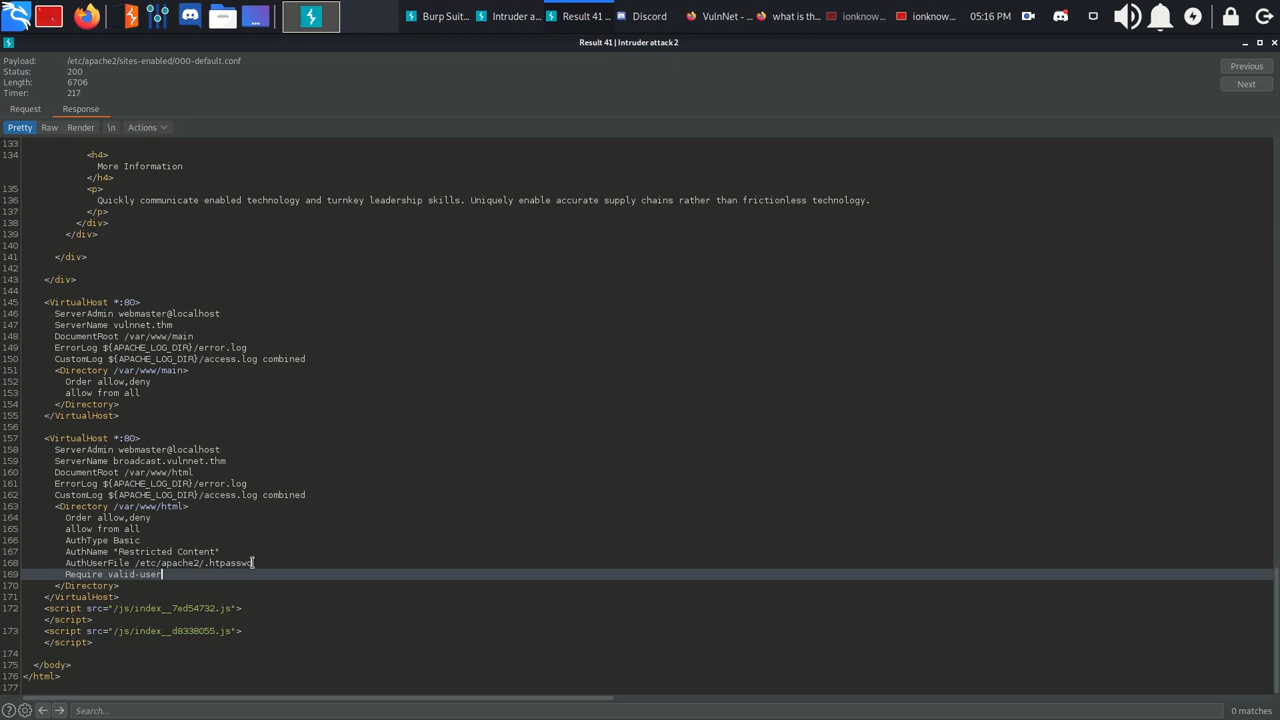 Burp Suit...
Intruder a...
Result 41 ...
Discord
VulnNet - ...
what is th...
ionknow...
ionknow...
05:16 PM
Result 41 | Intruder attack 2
Payload: /etc/apache2/sites-enabled/000-default.conf
Status: 200
Length: 6706
Timer: 217
Previous
Next
Request Response
Pretty Raw Render \n Actions
133
134 <h4>
More Information
</h4>
135 <p>
136 Quickly communicate enabled technology and turnkey leadership skills. Uniquely enable accurate supply chains rather than frictionless technology.
137 </p>
138 </div>
139 </div>
140
141 </div>
142
143 </div>
144
145 <VirtualHost *:80>
146 ServerAdmin webmaster@localhost
147 ServerName vulnnet.thm
148 DocumentRoot /var/www/main
149 ErrorLog ${APACHE_LOG_DIR}/error.log
150 CustomLog ${APACHE_LOG_DIR}/access.log combined
151 <Directory /var/www/main>
152 Order allow,deny
153 allow from all
154 </Directory>
155 </VirtualHost>
156
157 <VirtualHost *:80>
158 ServerAdmin webmaster@localhost
159 ServerName broadcast.vulnnet.thm
160 DocumentRoot /var/www/html
161 ErrorLog ${APACHE_LOG_DIR}/error.log
162 CustomLog ${APACHE_LOG_DIR}/access.log combined
163 <Directory /var/www/html>
164 Order allow,deny
165 allow from all
166 AuthType Basic
167 AuthName "Restricted Content"
168 AuthUserFile /etc/apache2/.htpasswd
169 Require valid-user
170 </Directory>
171 </VirtualHost>
172 <script src="/js/index__7ed54732.js">
</script>
173 <script src="/js/index__d8338055.js">
</script>
174
175 </body>
176 </html>
177
Search...
0 matches